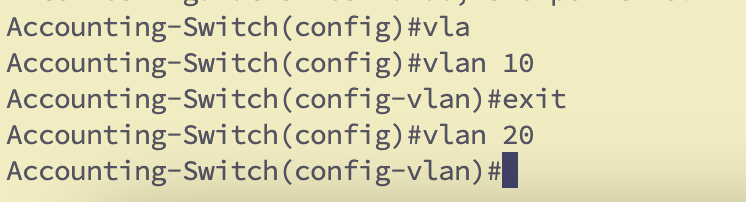 Accounting-Switch(config)#vla
Accounting-Switch(config)#vlan 10
Accounting-Switch(config-vlan)#exit
Accounting-Switch(config)#vlan 20
Accounting-Switch(config-vlan)#